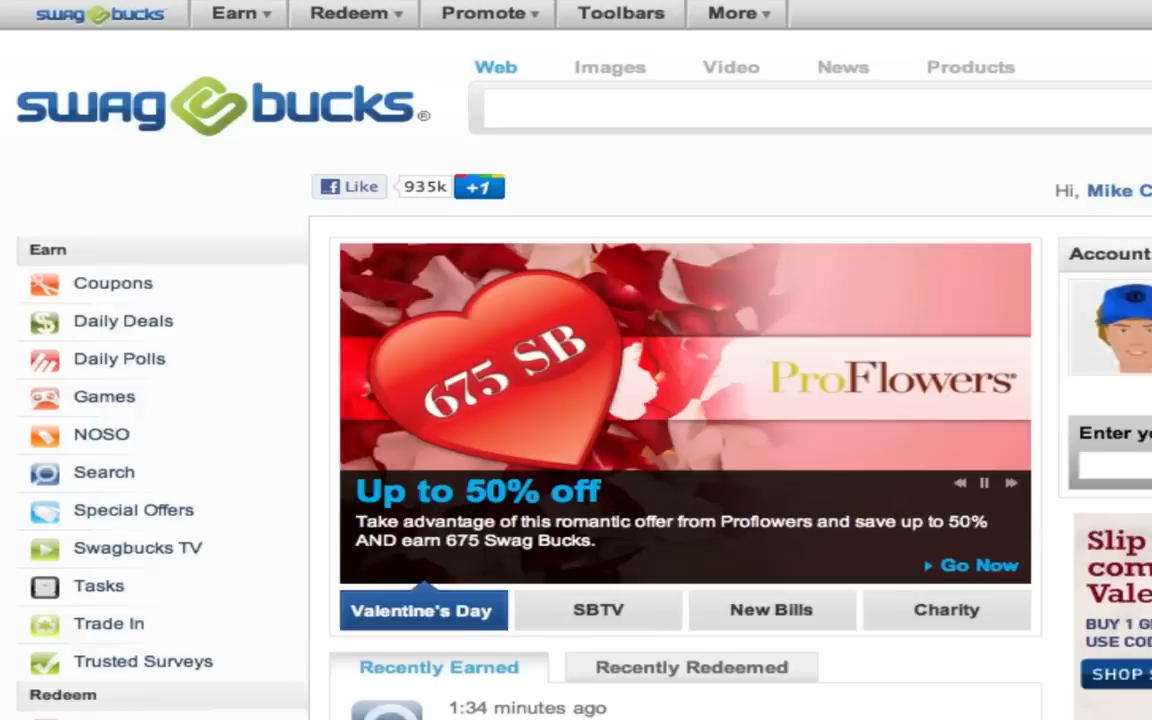 swagbucks Earn Redeem Promote Toolbars More
Web Images Video News Products
swagbucks®
Like 935k +1
Hi, Mike C
Earn
Coupons
Daily Deals
Daily Polls
Games
NOSO
Search
Special Offers
Swagbucks TV
Tasks
Trade In
Trusted Surveys
Redeem
675 SB
ProFlowers®
Up to 50% off
Take advantage of this romantic offer from Proflowers and save up to 50%
AND earn 675 Swag Bucks.
Go Now
Valentine's Day SBTV New Bills Charity
Recently Earned Recently Redeemed
1:34 minutes ago
Account
Enter yo
Slip
com
Vale
BUY 1 G
USE COD
SHOP